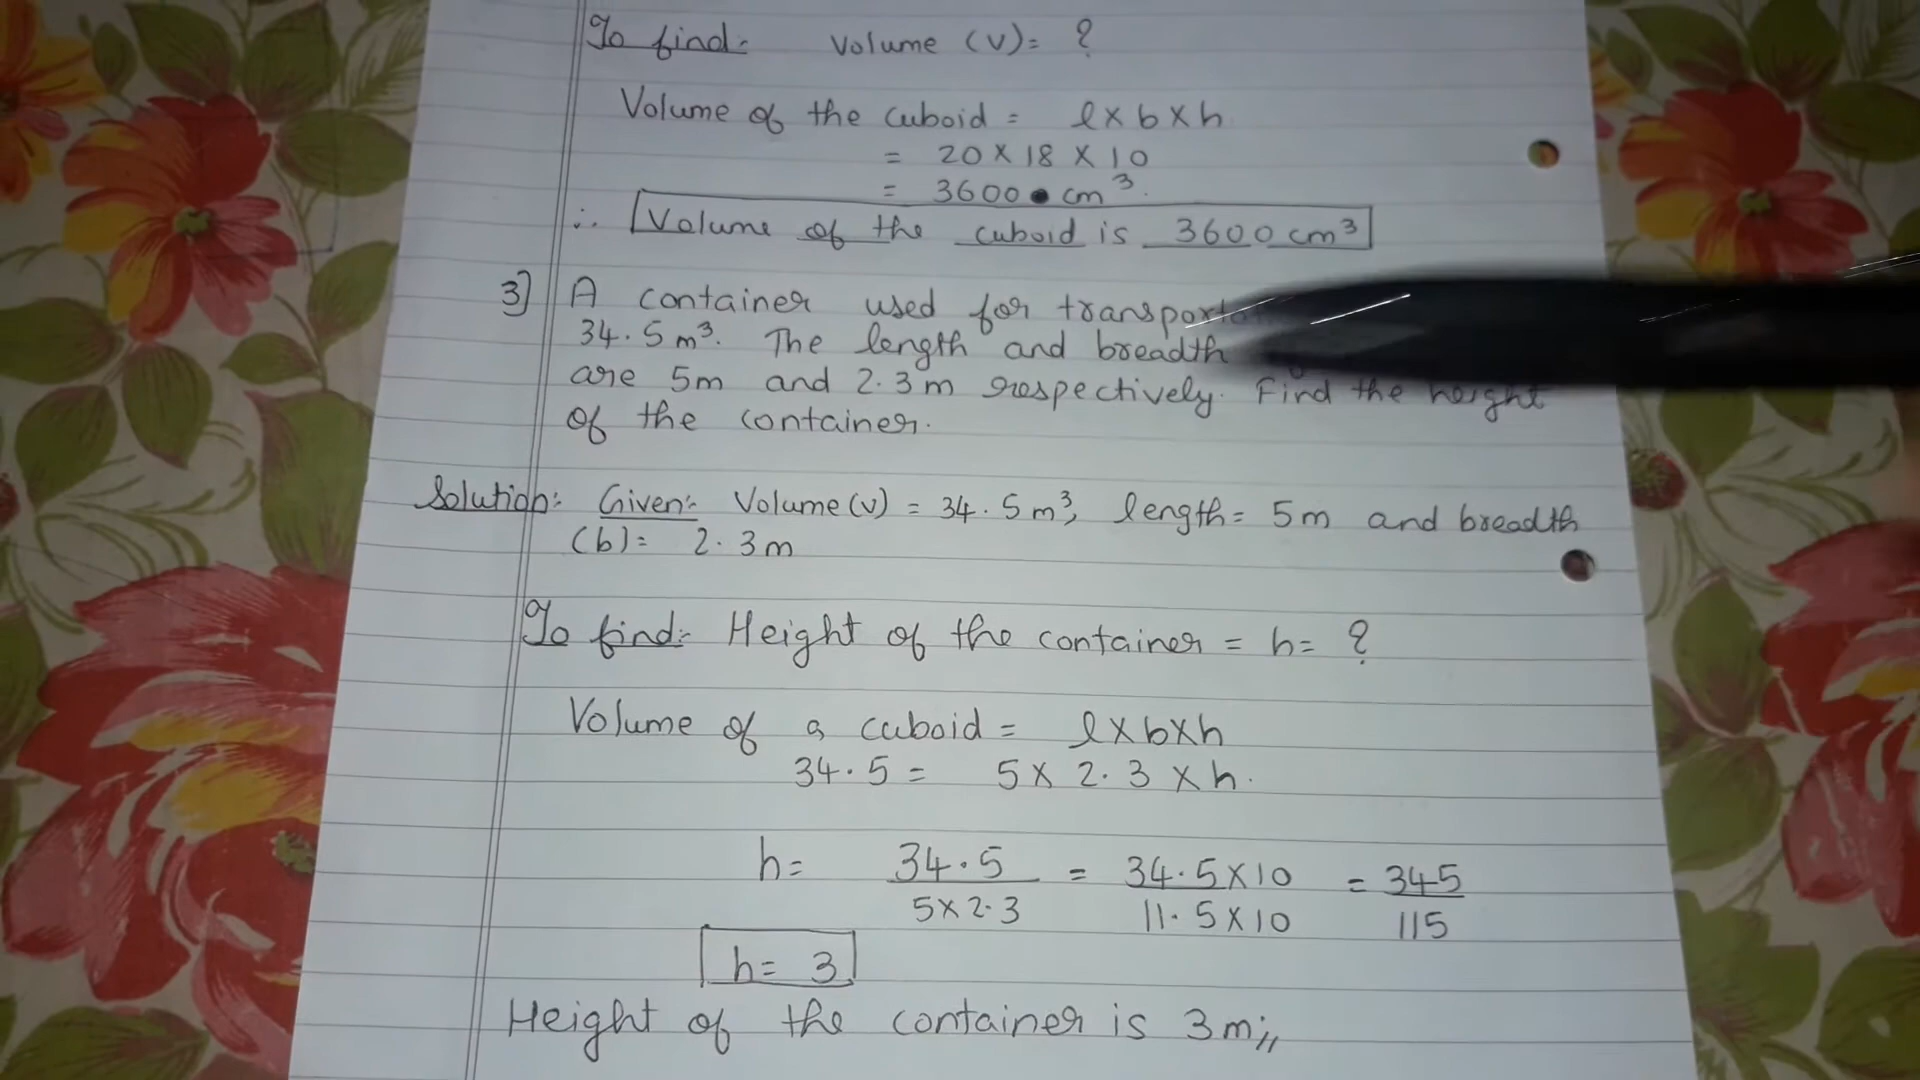 To find:- Volume (V)= ?
Volume of the cuboid = l×b×h
= 20 × 18 × 10
= 3600 cm³.
∴ Volume of the cuboid is 3600 cm³
3] A container used for
34.5 m³. The length and breadth
are 5m and 2.3 m respectively. Find the height
of the container.
Solution:- Given:- Volume (v) = 34.5 m³, length = 5m and breadth
(b)= 2.3m
To find:- Height of the container = h= ?
Volume of a cuboid = l×b×h
34.5 = 5× 2.3 × h.
h= 34.5 / 5×2.3 = 34.5×10 / 11.5×10 = 345 / 115
h= 3
Height of the container is 3m;,,